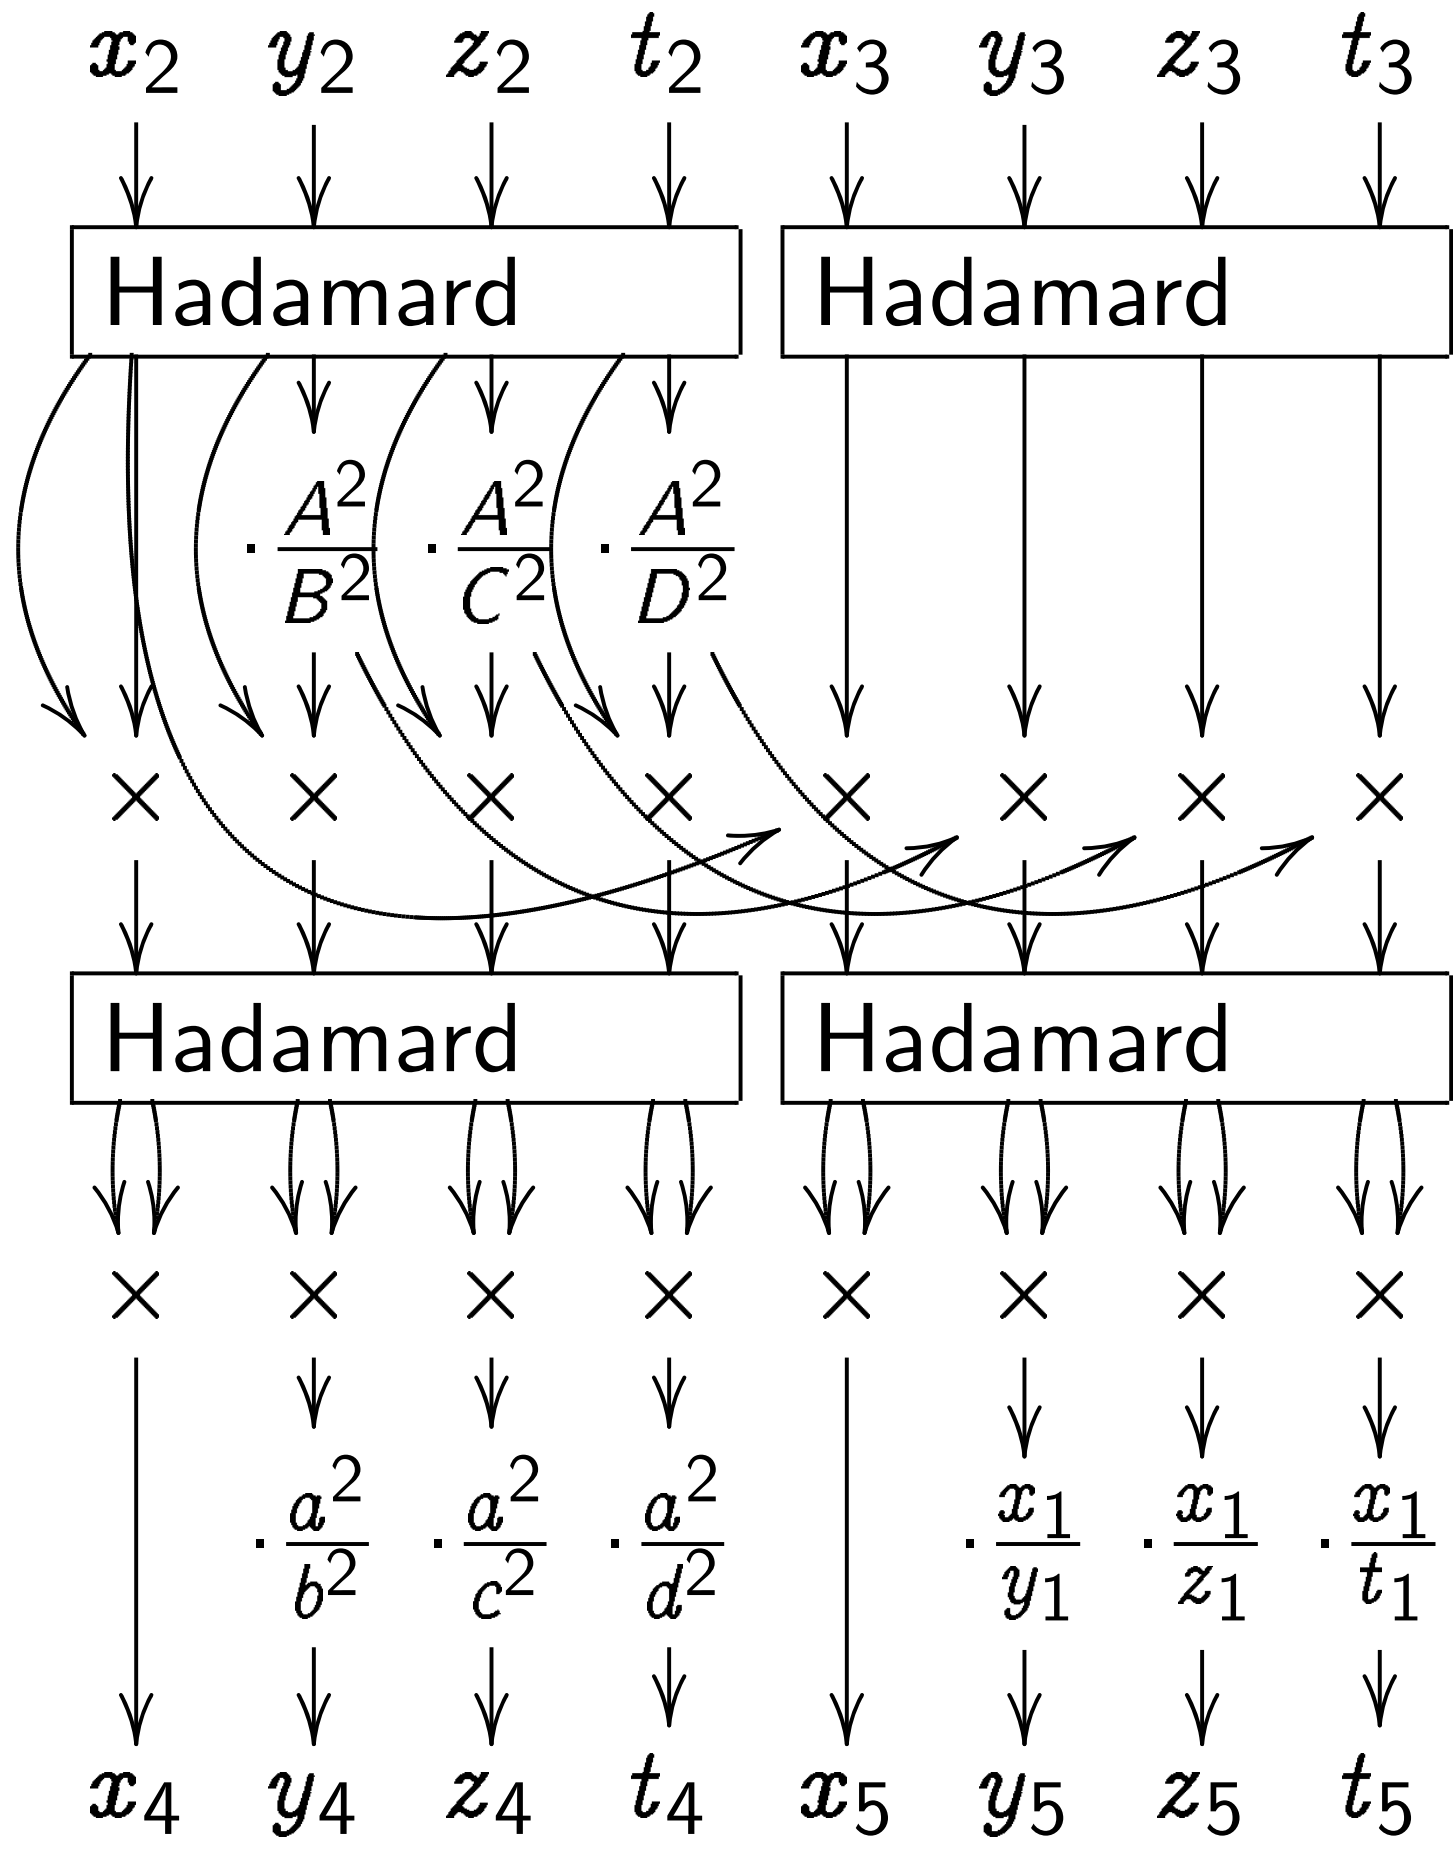 x₂ y₂ z₂ t₂ x₃ y₃ z₃ t₃
Hadamard Hadamard
· A²/B² · A²/C² · A²/D²
× × × × × × × ×
Hadamard Hadamard
× × × × × × × ×
· a²/b² · a²/c² · a²/d² · x₁/y₁ · x₁/z₁ · x₁/t₁
x₄ y₄ z₄ t₄ x₅ y₅ z₅ t₅